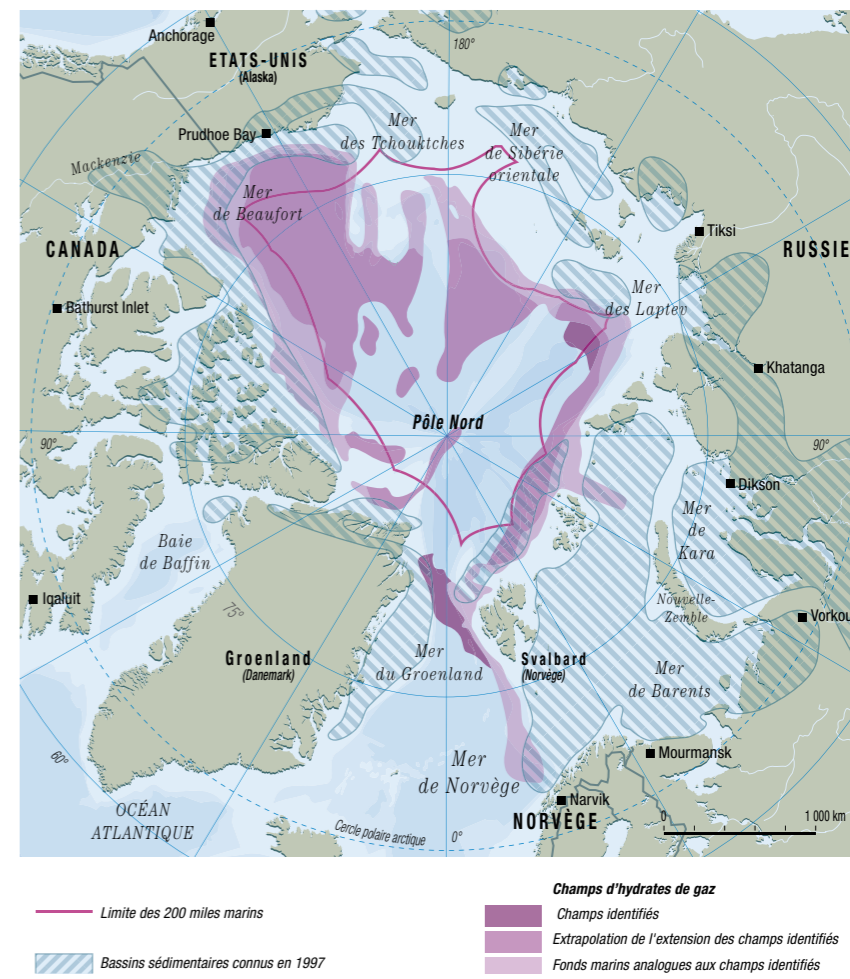 Anchorage
ETATS-UNIS
(Alaska)
180°
Prudhoe Bay
Mer
des Tchouktches
Mer
de Sibérie
orientale
Mackenzie
Mer
de Beaufort
CANADA
Tiksi
RUSSIE
Bathurst Inlet
Mer
des Laptev
Khatanga
Pôle Nord
90°
90°
Dikson
Mer
de
Kara
Baie
de Baffin
Iqaluit
75°
Nouvelle-
Zemble
Vorkou
Groenland
(Danemark)
Mer
du Groenland
Svalbard
(Norvège)
Mer
de Barents
60°
Mer
de Norvège
Mourmansk
OCÉAN
ATLANTIQUE
Cercle polaire arctique
0°
Narvik
NORVÈGE
0
1 000 km
Limite des 200 miles marins
Bassins sédimentaires connus en 1997
Champs d'hydrates de gaz
Champs identifiés
Extrapolation de l'extension des champs identifiés
Fonds marins analogues aux champs identifiés